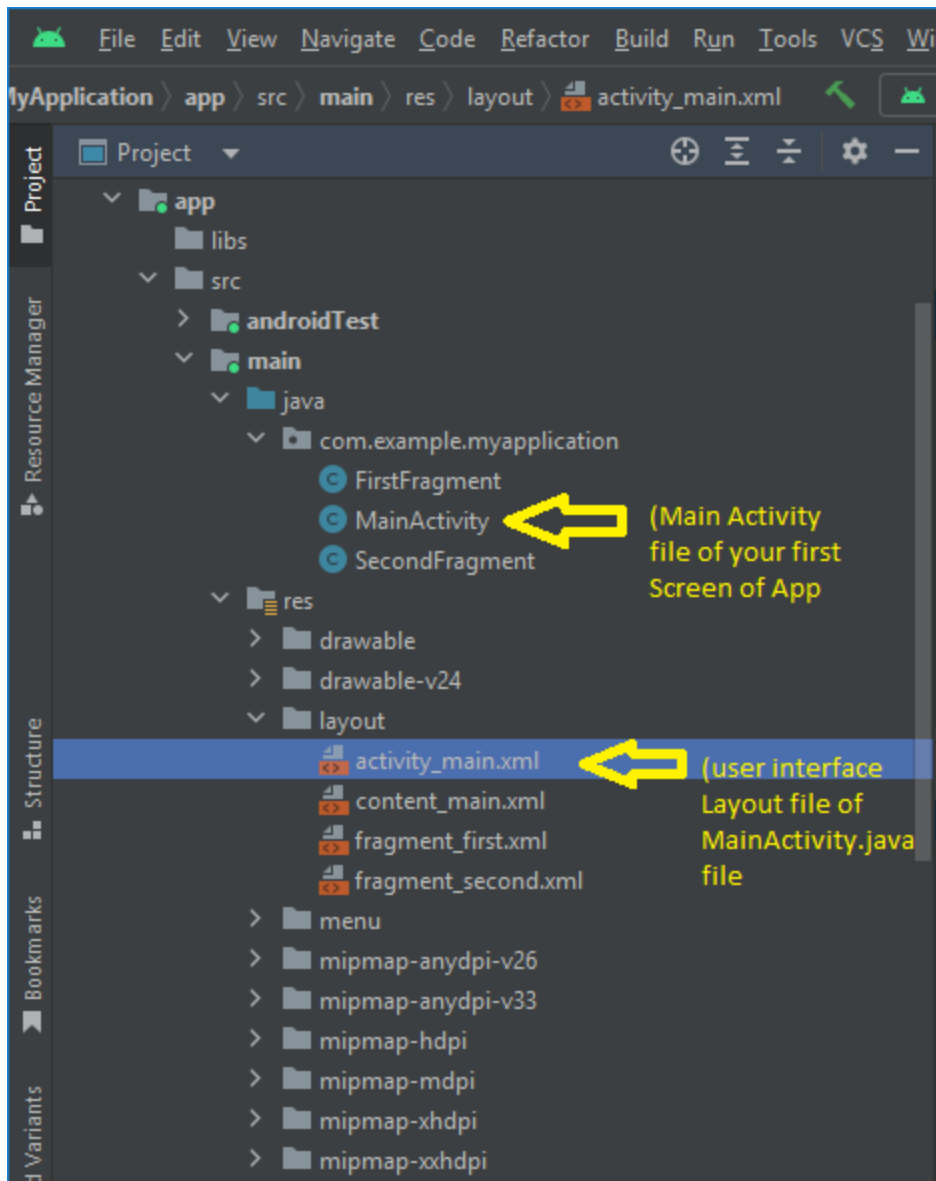 File Edit View Navigate Code Refactor Build Run Tools VCS Wi
MyApplication 〉 app 〉 src 〉 main 〉 res 〉 layout 〉 activity_main.xml
Project
Project
app
libs
src
androidTest
Resource Manager
main
java
com.example.myapplication
FirstFragment
MainActivity
(Main Activity
file of your first
Screen of App
SecondFragment
res
drawable
drawable-v24
layout
Structure
activity_main.xml
(user interface
Layout file of
MainActivity.java
file
content_main.xml
fragment_first.xml
fragment_second.xml
Bookmarks
menu
mipmap-anydpi-v26
mipmap-anydpi-v33
mipmap-hdpi
mipmap-mdpi
mipmap-xhdpi
mipmap-xxhdpi
d Variants